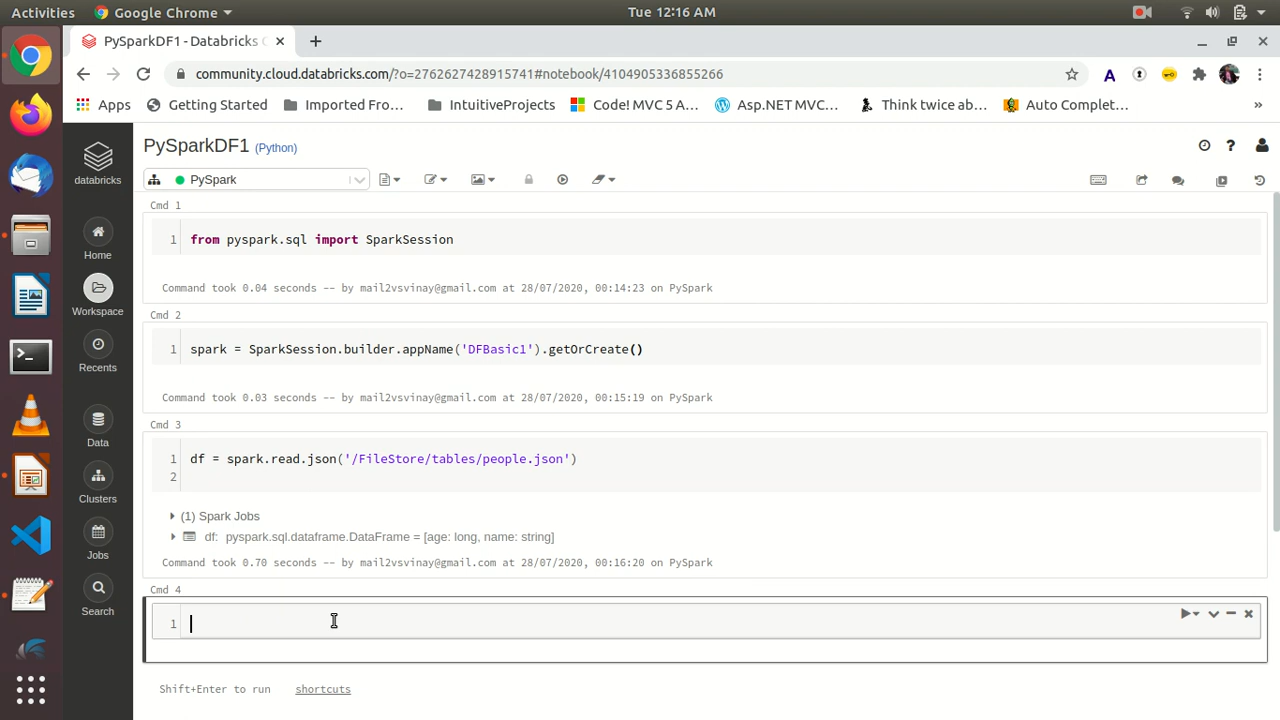 Activities Google Chrome Tue 12:16 AM
PySparkDF1 - Databricks C
community.cloud.databricks.com/?o=2762627428915741#notebook/4104905336855266
Apps Getting Started Imported Fro... IntuitiveProjects Code! MVC 5 A... Asp.NET MVC... Think twice ab... Auto Complet... »
databricks
Home
Workspace
Recents
Data
Clusters
Jobs
Search
PySparkDF1 (Python)
PySpark
Cmd 1
1 from pyspark.sql import SparkSession
Command took 0.04 seconds -- by mail2vsvinay@gmail.com at 28/07/2020, 00:14:23 on PySpark
Cmd 2
1 spark = SparkSession.builder.appName('DFBasic1').getOrCreate()
Command took 0.03 seconds -- by mail2vsvinay@gmail.com at 28/07/2020, 00:15:19 on PySpark
Cmd 3
1 df = spark.read.json('/FileStore/tables/people.json')
2
(1) Spark Jobs
df: pyspark.sql.dataframe.DataFrame = [age: long, name: string]
Command took 0.70 seconds -- by mail2vsvinay@gmail.com at 28/07/2020, 00:16:20 on PySpark
Cmd 4
1
Shift+Enter to run shortcuts